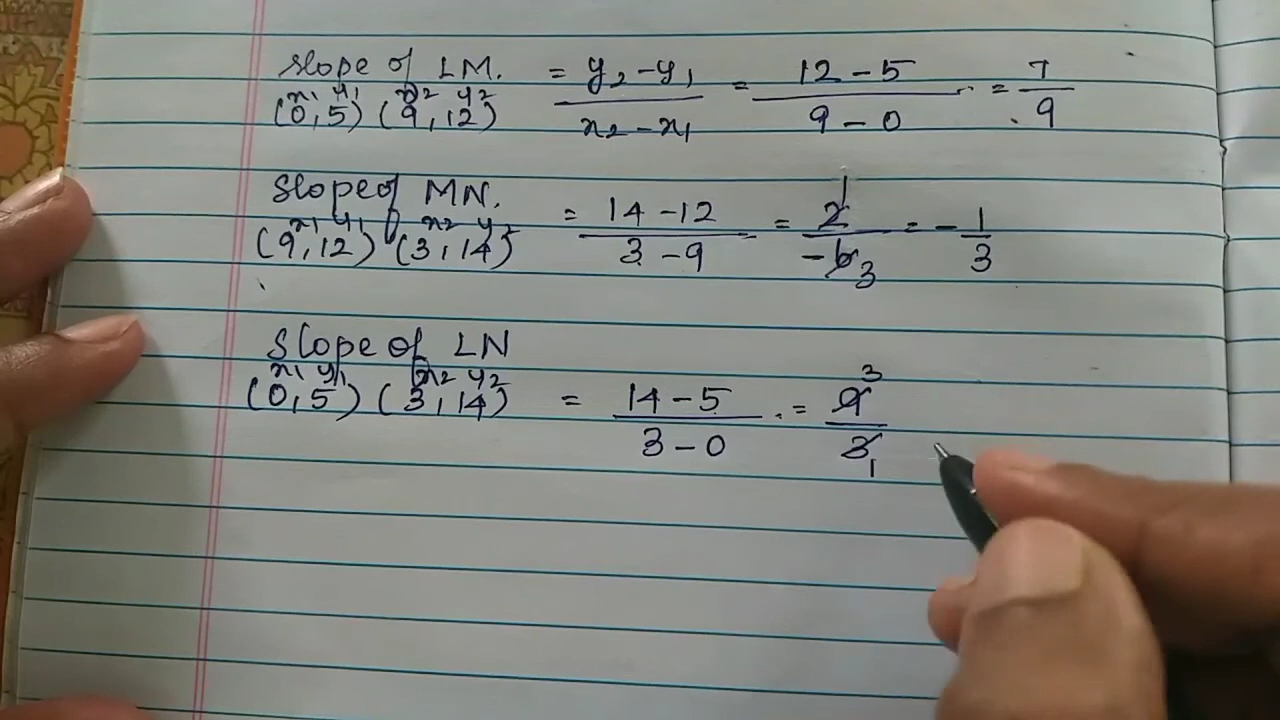 slope of LM. = y₂ - y₁ / x₂ - x₁ = 12 - 5 / 9 - 0 = 7 / 9
x₁ y₁ x₂ y₂
(0, 5) (9, 12)
Slope of MN. = 14 - 12 / 3 - 9 = 2 1 / - 6 3 = - 1 / 3
x₁ y₁ x₂ y₂
(9, 12) (3, 14)
Slope of LN
x₁ y₁ x₂ y₂
(0, 5) (3, 14) = 14 - 5 / 3 - 0 = 9 3 / 3 1